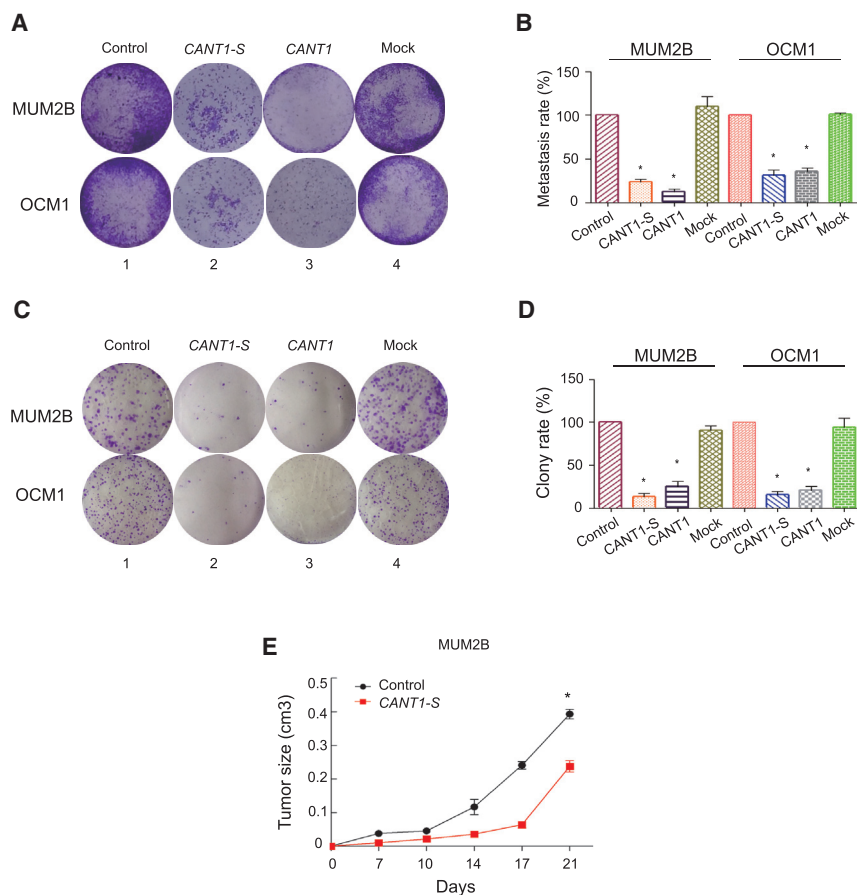 A
Control CANT1-S CANT1 Mock
MUM2B
OCM1
1 2 3 4
B
MUM2B OCM1
Metastasis rate (%)
150
100
50
0
* * * *
Control CANT1-S CANT1 Mock Control CANT1-S CANT1 Mock
C
Control CANT1-S CANT1 Mock
MUM2B
OCM1
1 2 3 4
D
MUM2B OCM1
Clony rate (%)
150
100
50
0
* * * *
Control CANT1-S CANT1 Mock Control CANT1-S CANT1 Mock
E
MUM2B
Tumor size (cm3)
0.5
0.4
0.3
0.2
0.1
0
Control
CANT1-S
*
0 7 10 14 17 21
Days